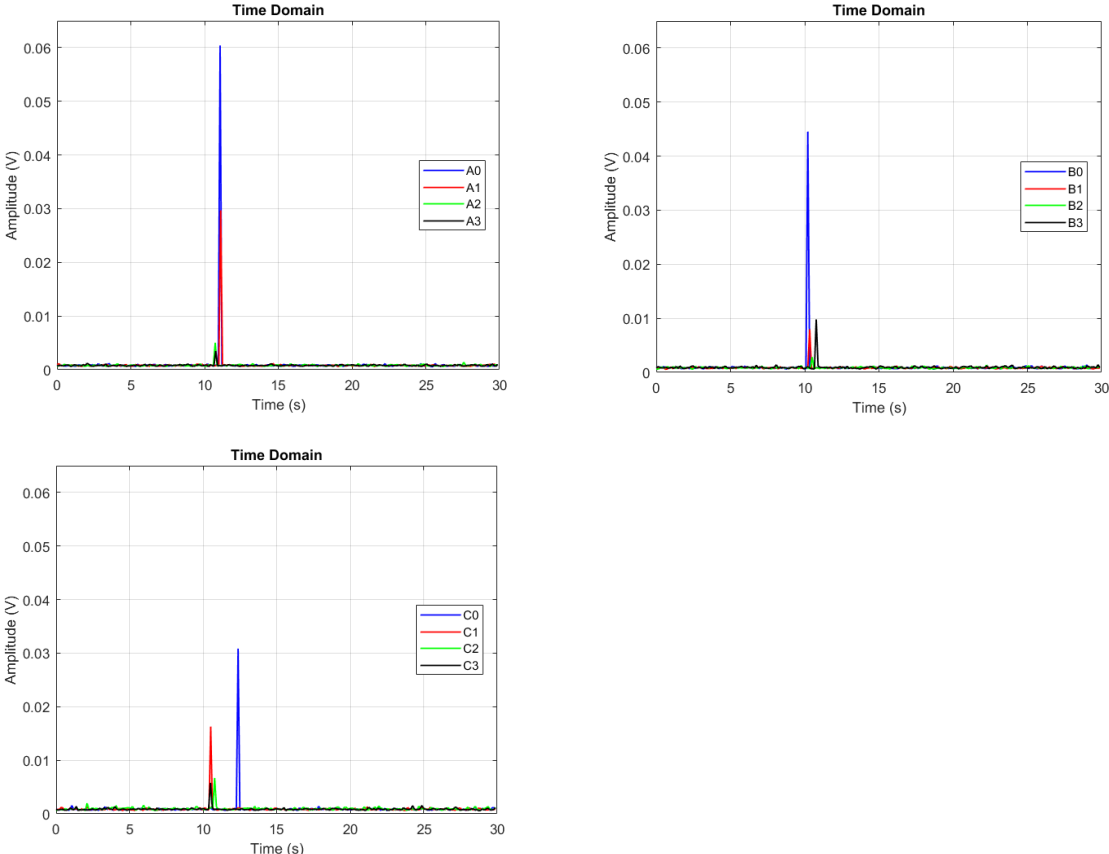 Time Domain
0.06
0.05
0.04
0.03
0.02
0.01
0
Amplitude (V)
A0
A1
A2
A3
0 5 10 15 20 25 30
Time (s)
Time Domain
0.06
0.05
0.04
0.03
0.02
0.01
0
Amplitude (V)
B0
B1
B2
B3
0 5 10 15 20 25 30
Time (s)
Time Domain
0.06
0.05
0.04
0.03
0.02
0.01
0
Amplitude (V)
C0
C1
C2
C3
0 5 10 15 20 25 30
Time (s)